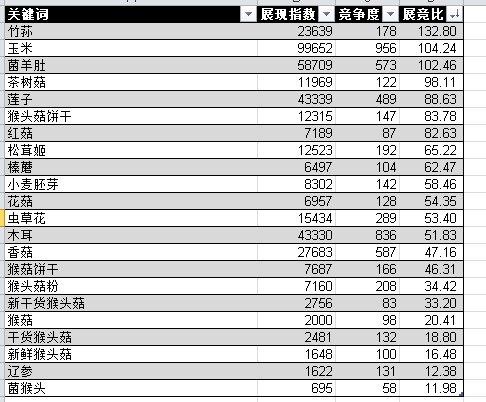 关键词 展现指数 竞争度 展竞比
竹荪 23639 178 132.80
玉米 99652 956 104.24
菌羊肚 58709 573 102.46
茶树菇 11969 122 98.11
莲子 43339 489 88.63
猴头菇饼干 12315 147 83.78
红菇 7189 87 82.63
松茸姬 12523 192 65.22
榛蘑 6497 104 62.47
小麦胚芽 8302 142 58.46
花菇 6957 128 54.35
虫草花 15434 289 53.40
木耳 43330 836 51.83
香菇 27683 587 47.16
猴菇饼干 7687 166 46.31
猴头菇粉 7160 208 34.42
新干货猴头菇 2756 83 33.20
猴菇 2000 98 20.41
干货猴头菇 2481 132 18.80
新鲜猴头菇 1648 100 16.48
辽参 1622 131 12.38
菌猴头 695 58 11.98